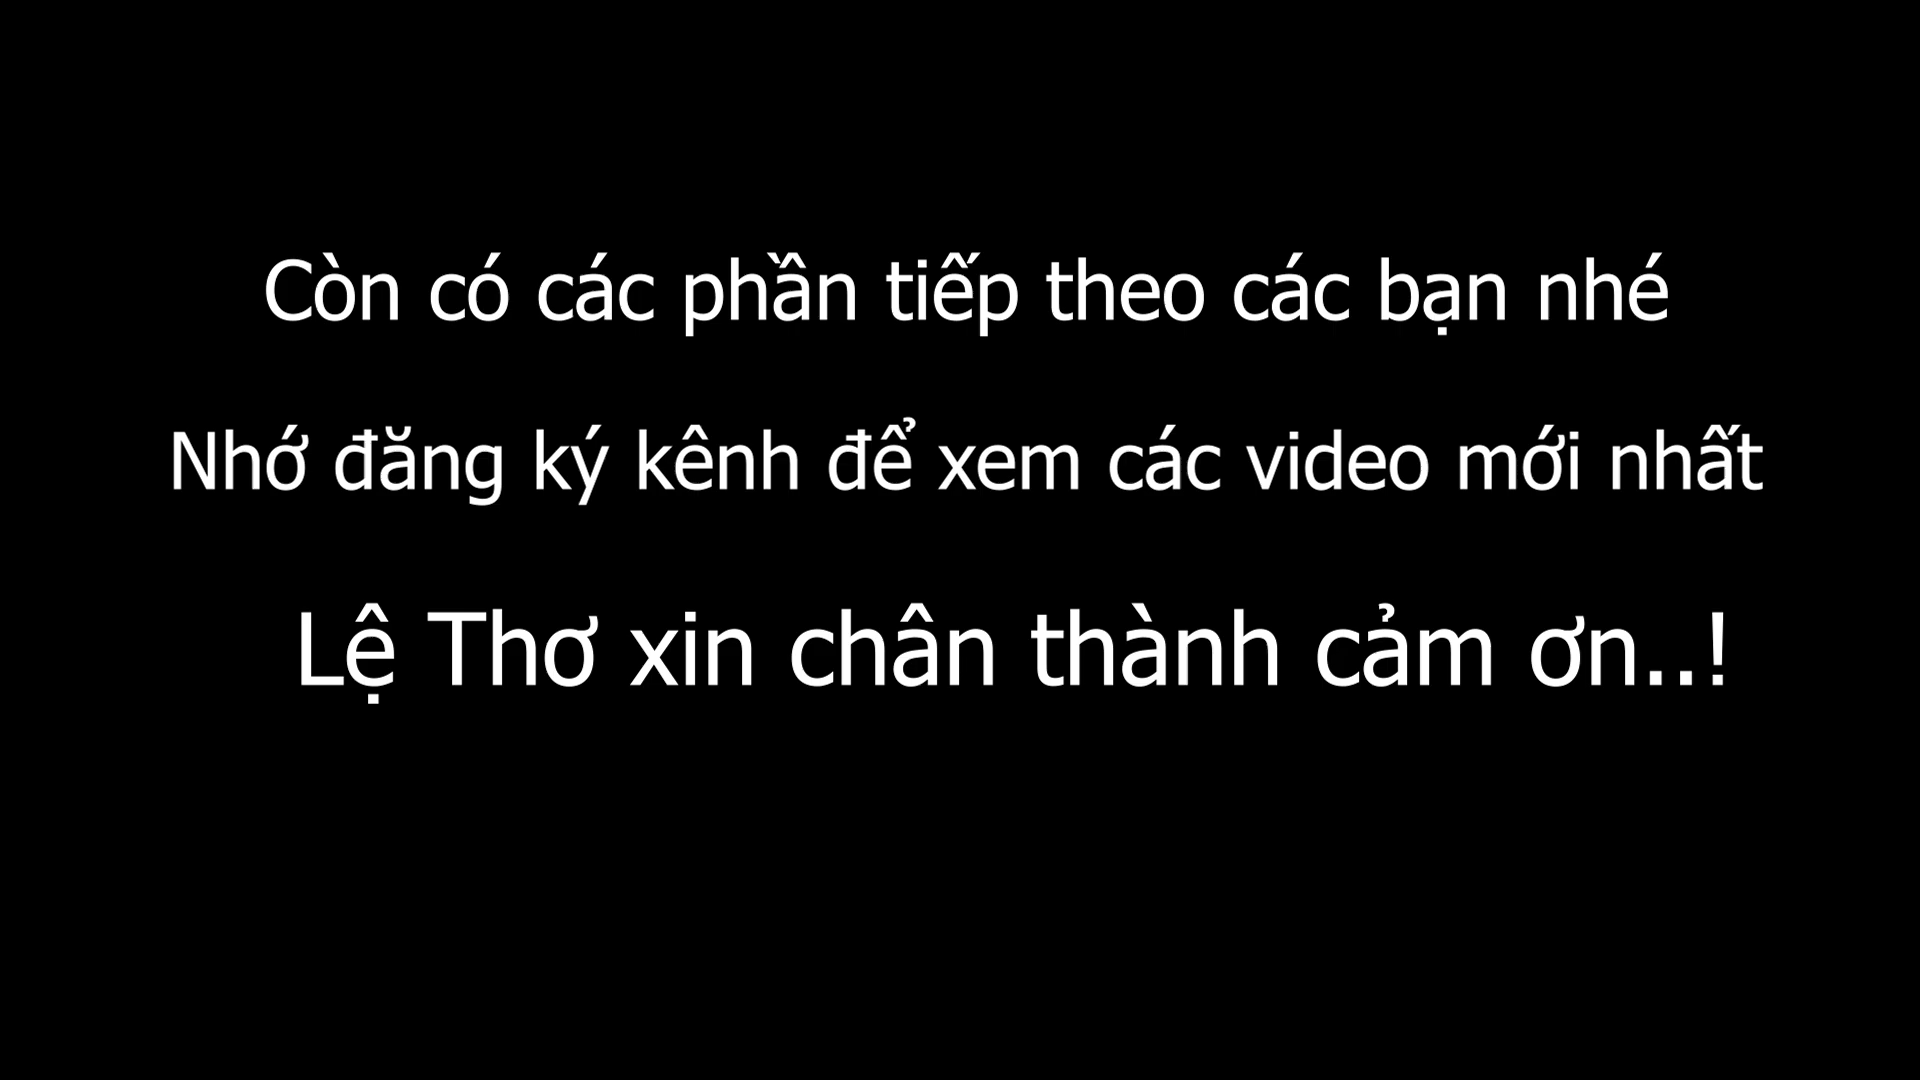 Còn có các phần tiếp theo các bạn nhé
Nhớ đăng ký kênh để xem các video mới nhất
Lệ Thơ xin chân thành cảm ơn..!